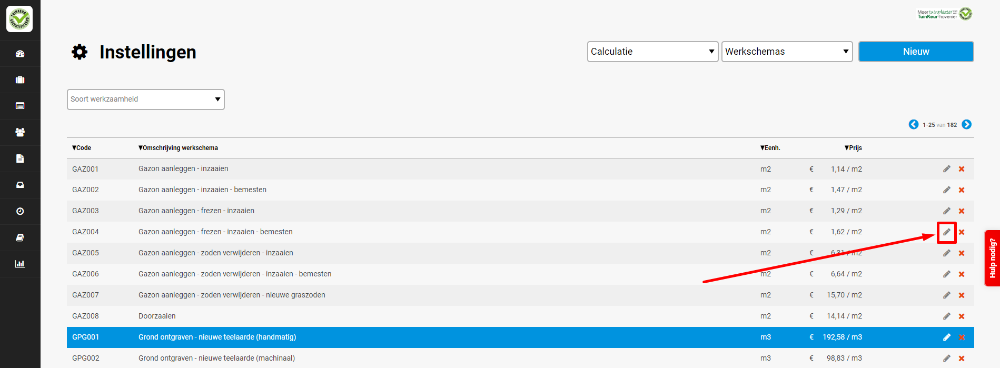 TUINKEUR
GECERTIFICEERD
Meer tuinplezier
TuinKeur hovenier
Instellingen
Calculatie
Werkschemas
Nieuw
Soort werkzaamheid
1-25 van 182
▼Code ▼Omschrijving werkschema ▼Eenh. ▼Prijs
GAZ001 Gazon aanleggen - inzaaien m2 € 1,14 / m2
GAZ002 Gazon aanleggen - inzaaien - bemesten m2 € 1,47 / m2
GAZ003 Gazon aanleggen - frezen - inzaaien m2 € 1,29 / m2
GAZ004 Gazon aanleggen - frezen - inzaaien - bemesten m2 € 1,62 / m2
GAZ005 Gazon aanleggen - zoden verwijderen - inzaaien m2 € 6,31 / m2
GAZ006 Gazon aanleggen - zoden verwijderen - inzaaien - bemesten m2 € 6,64 / m2
GAZ007 Gazon aanleggen - zoden verwijderen - nieuwe graszoden m2 € 15,70 / m2
GAZ008 Doorzaaien m2 € 14,14 / m2
GPG001 Grond ontgraven - nieuwe teelaarde (handmatig) m3 € 192,58 / m3
GPG002 Grond ontgraven - nieuwe teelaarde (machinaal) m3 € 98,83 / m3
Hulp nodig?